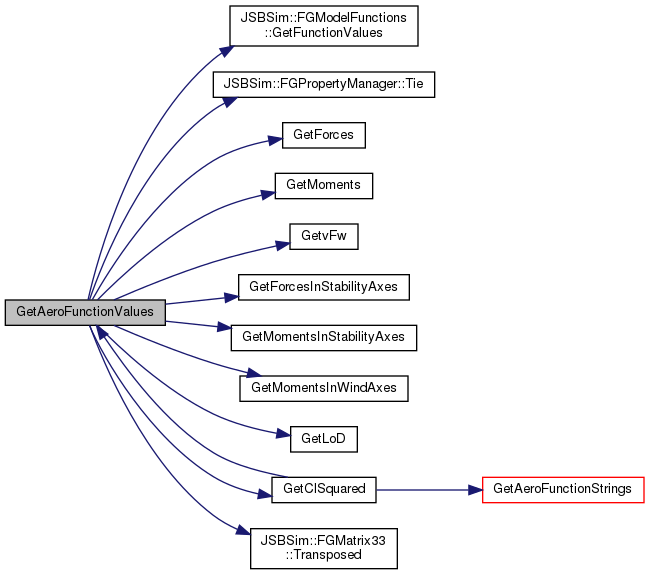 JSBSim::FGModelFunctions
::GetFunctionValues
JSBSim::FGPropertyManager::Tie
GetForces
GetMoments
GetvFw
GetForcesInStabilityAxes
GetAeroFunctionValues
GetMomentsInStabilityAxes
GetMomentsInWindAxes
GetLoD
GetClSquared
GetAeroFunctionStrings
JSBSim::FGMatrix33
::Transposed